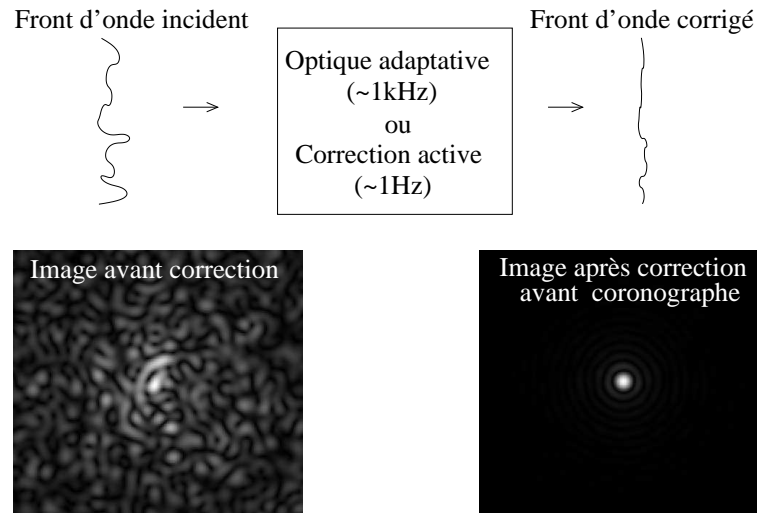 Front d'onde incident
Front d'onde corrigé
Optique adaptative
(~1kHz)
ou
Correction active
(~1Hz)
Image avant correction
Image après correction
avant coronographe